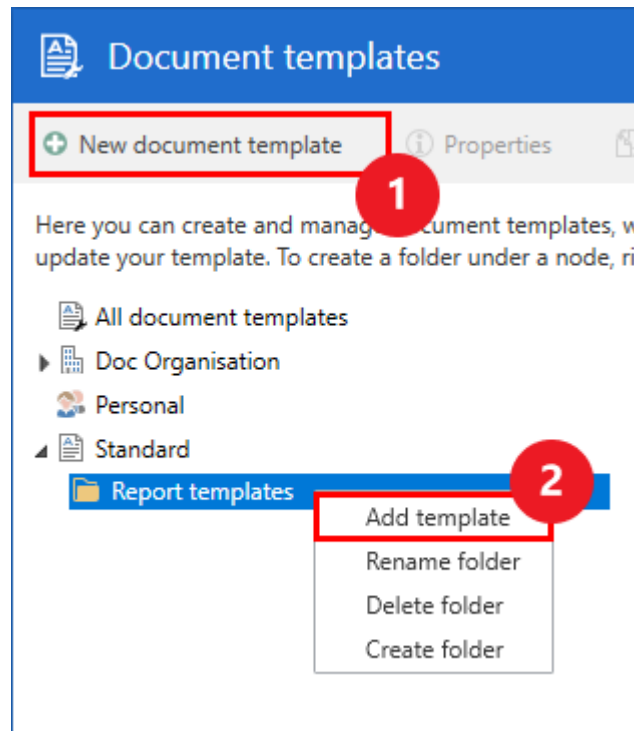 Document templates
New document template
Properties
1
Here you can create and manag cument templates, w
update your template. To create a folder under a node, ri
All document templates
Doc Organisation
Personal
Standard
Report templates
2
Add template
Rename folder
Delete folder
Create folder